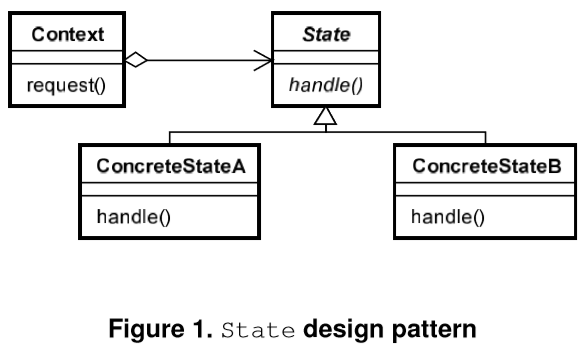 Context
State
request()
handle()
ConcreteStateA
ConcreteStateB
handle()
handle()
Figure 1. State design pattern